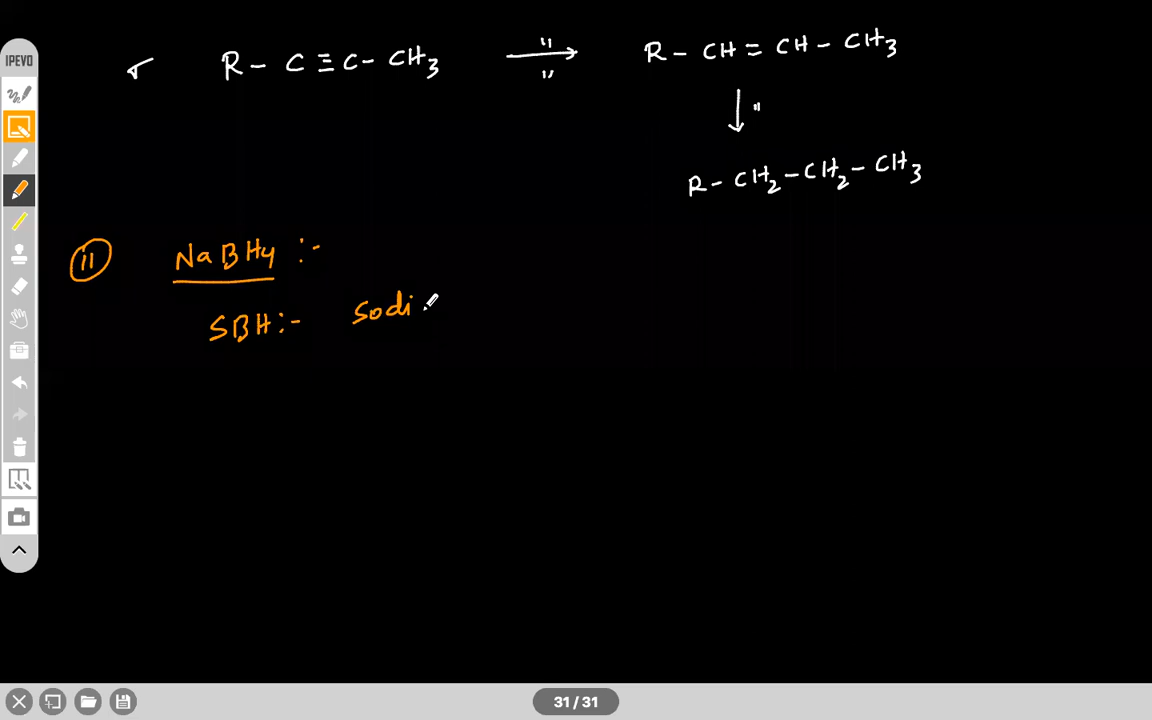 IPEVO
R - C ≡ C - CH3 " → " R - CH = CH - CH3
↓ "
R - CH2 - CH2 - CH3
11 NaBH4 :-
SBH :- Sodi
31 / 31